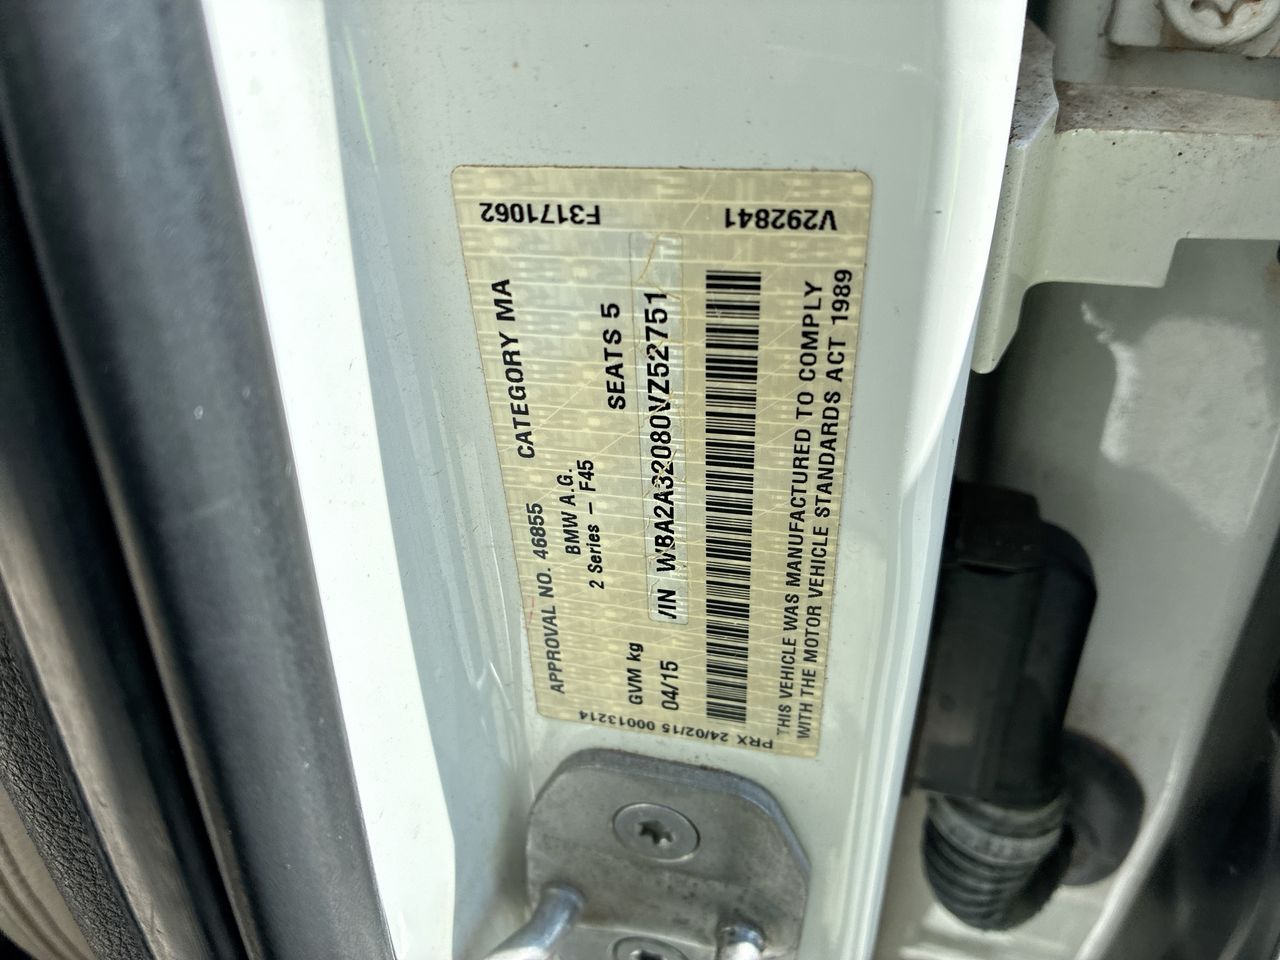 APPROVAL NO. 46855 CATEGORY MA
BMW A.G.
2 Series - F45
GVM kg SEATS 5
04/15 VIN WBA2A32080VZ52751
THIS VEHICLE WAS MANUFACTURED TO COMPLY
WITH THE MOTOR VEHICLE STANDARDS ACT 1989
F3171062
V292841
PRX 24/02/15 00013214